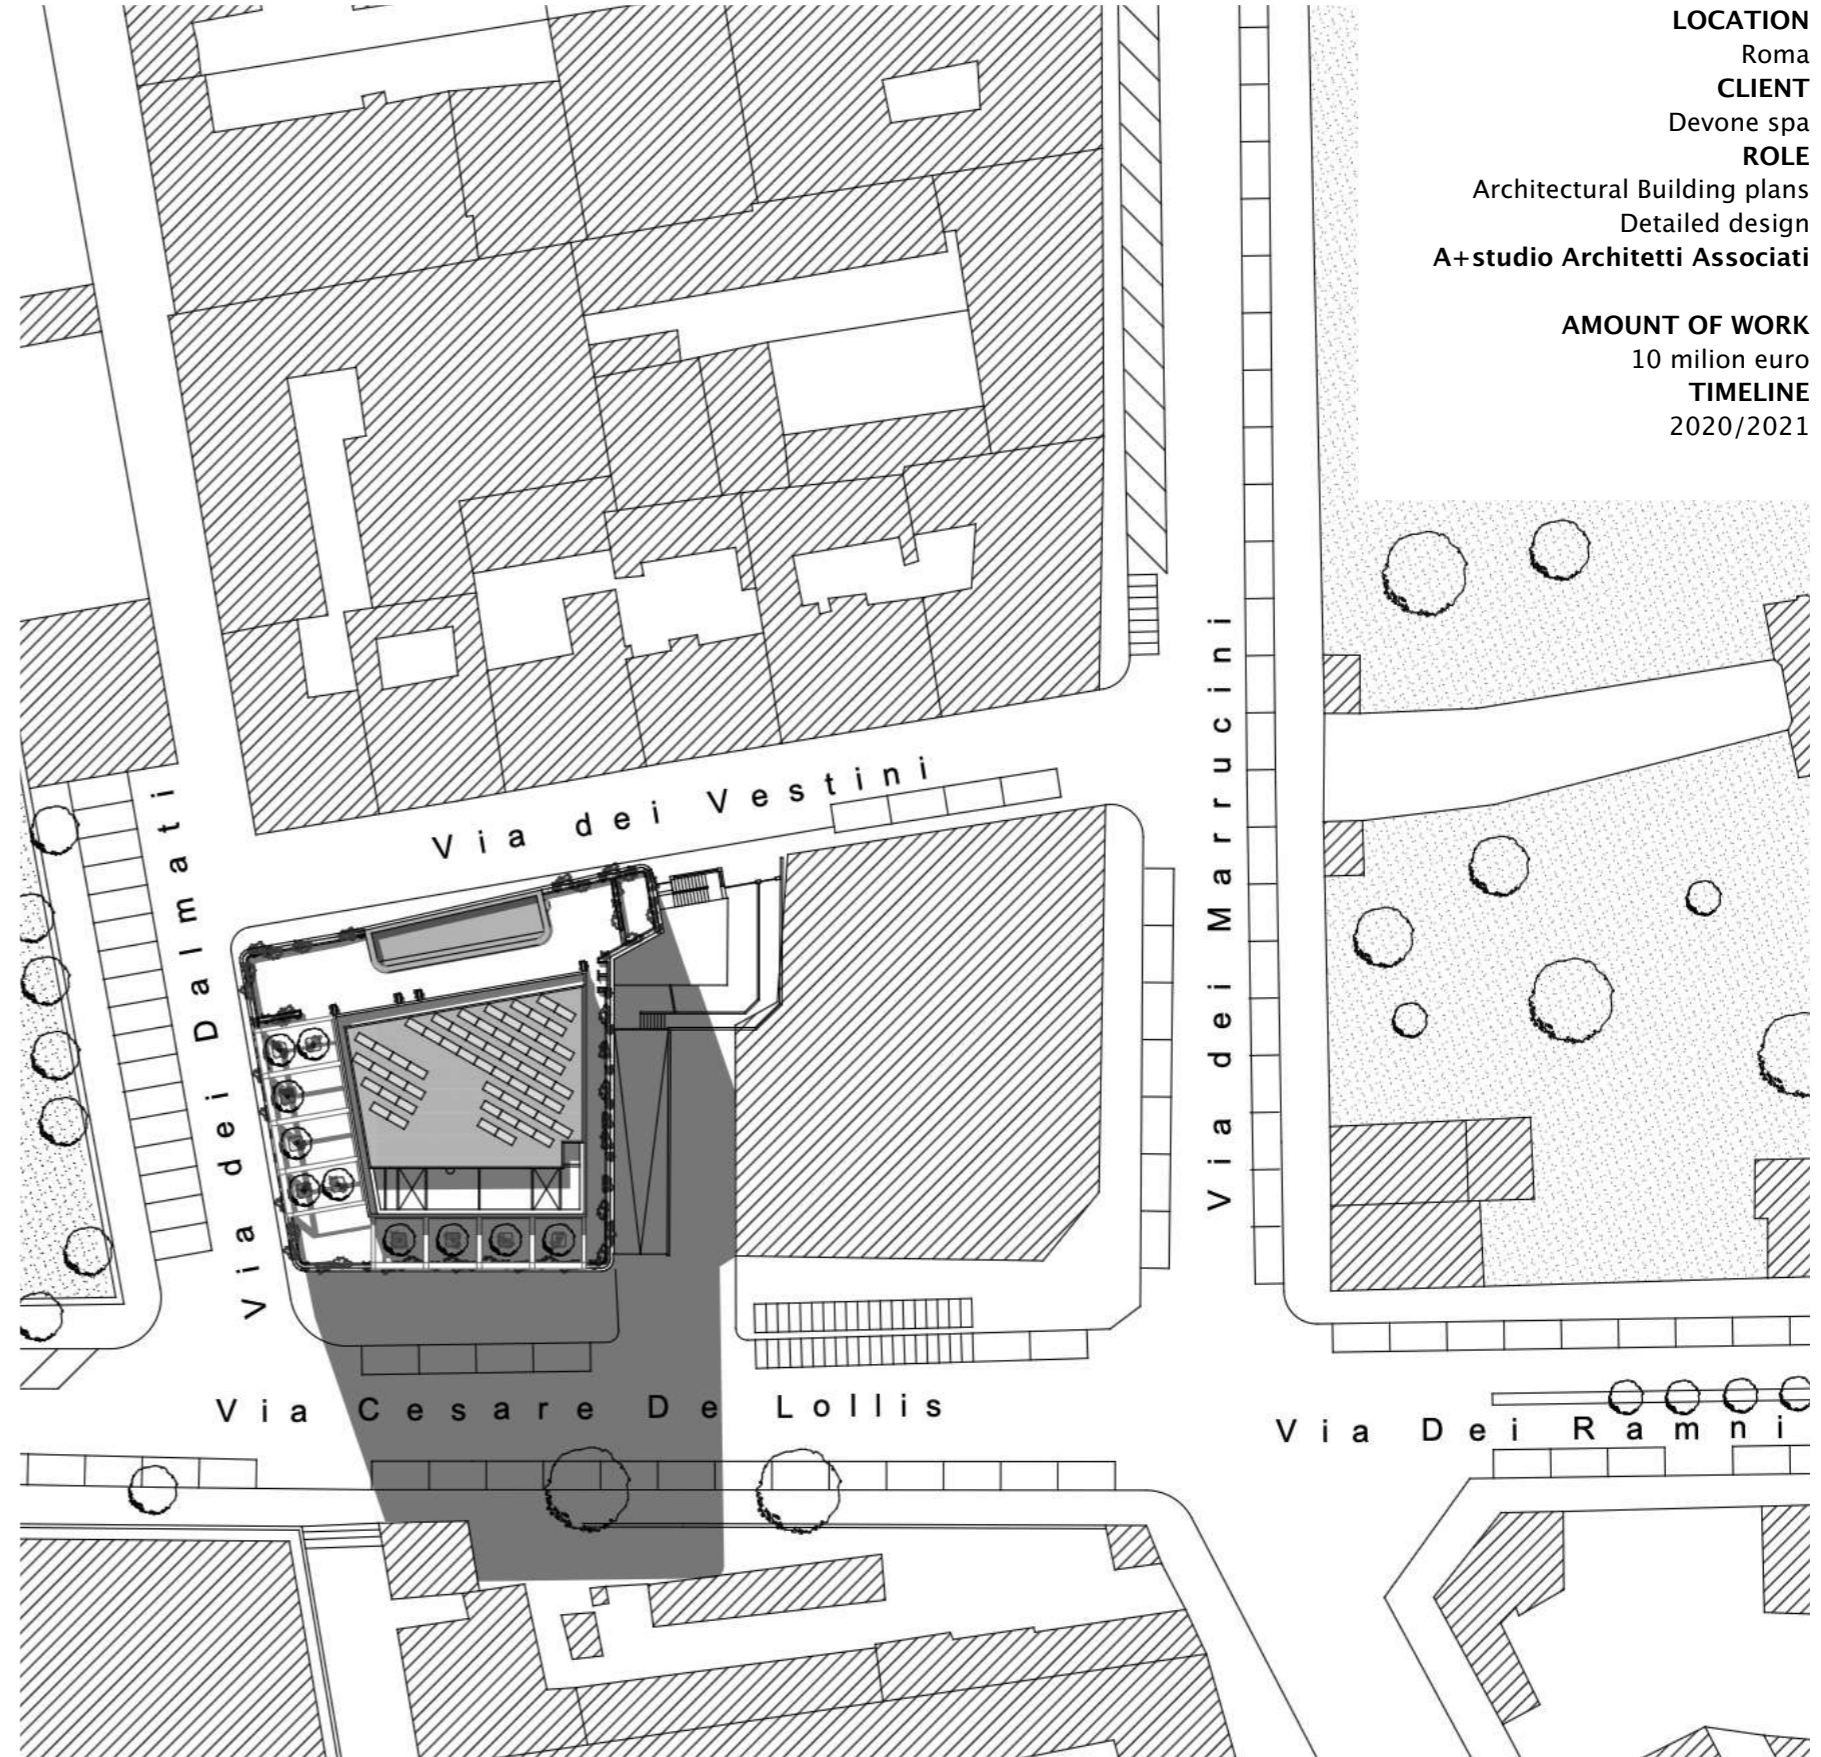 LOCATION
Roma
CLIENT
Devone spa
ROLE
Architectural Building plans
Detailed design
A+studio Architetti Associati
AMOUNT OF WORK
10 milion euro
TIMELINE
2020/2021
Via dei Vestini
Via dei Dalmati
Via dei Marrucini
Via Cesare De Lollis
Via Dei Ramni